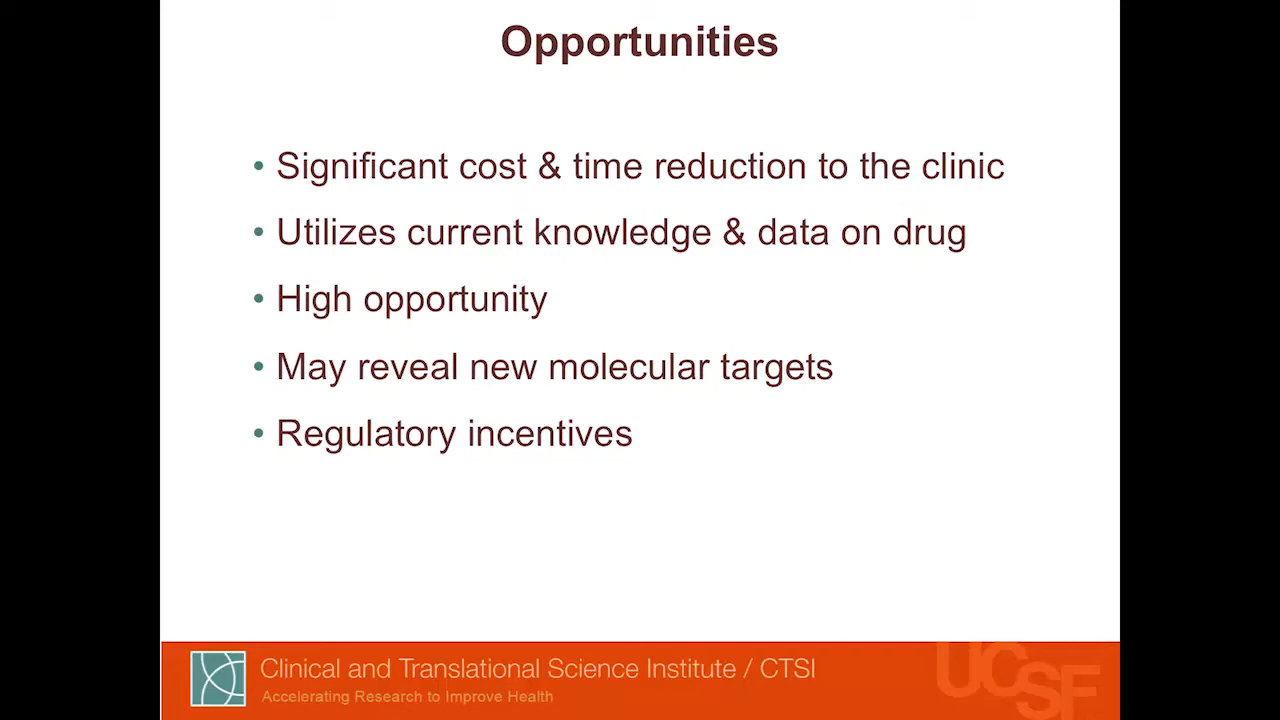 Opportunities
• Significant cost & time reduction to the clinic
• Utilizes current knowledge & data on drug
• High opportunity
• May reveal new molecular targets
• Regulatory incentives
Clinical and Translational Science Institute / CTSI
Accelerating Research to Improve Health
UCSF